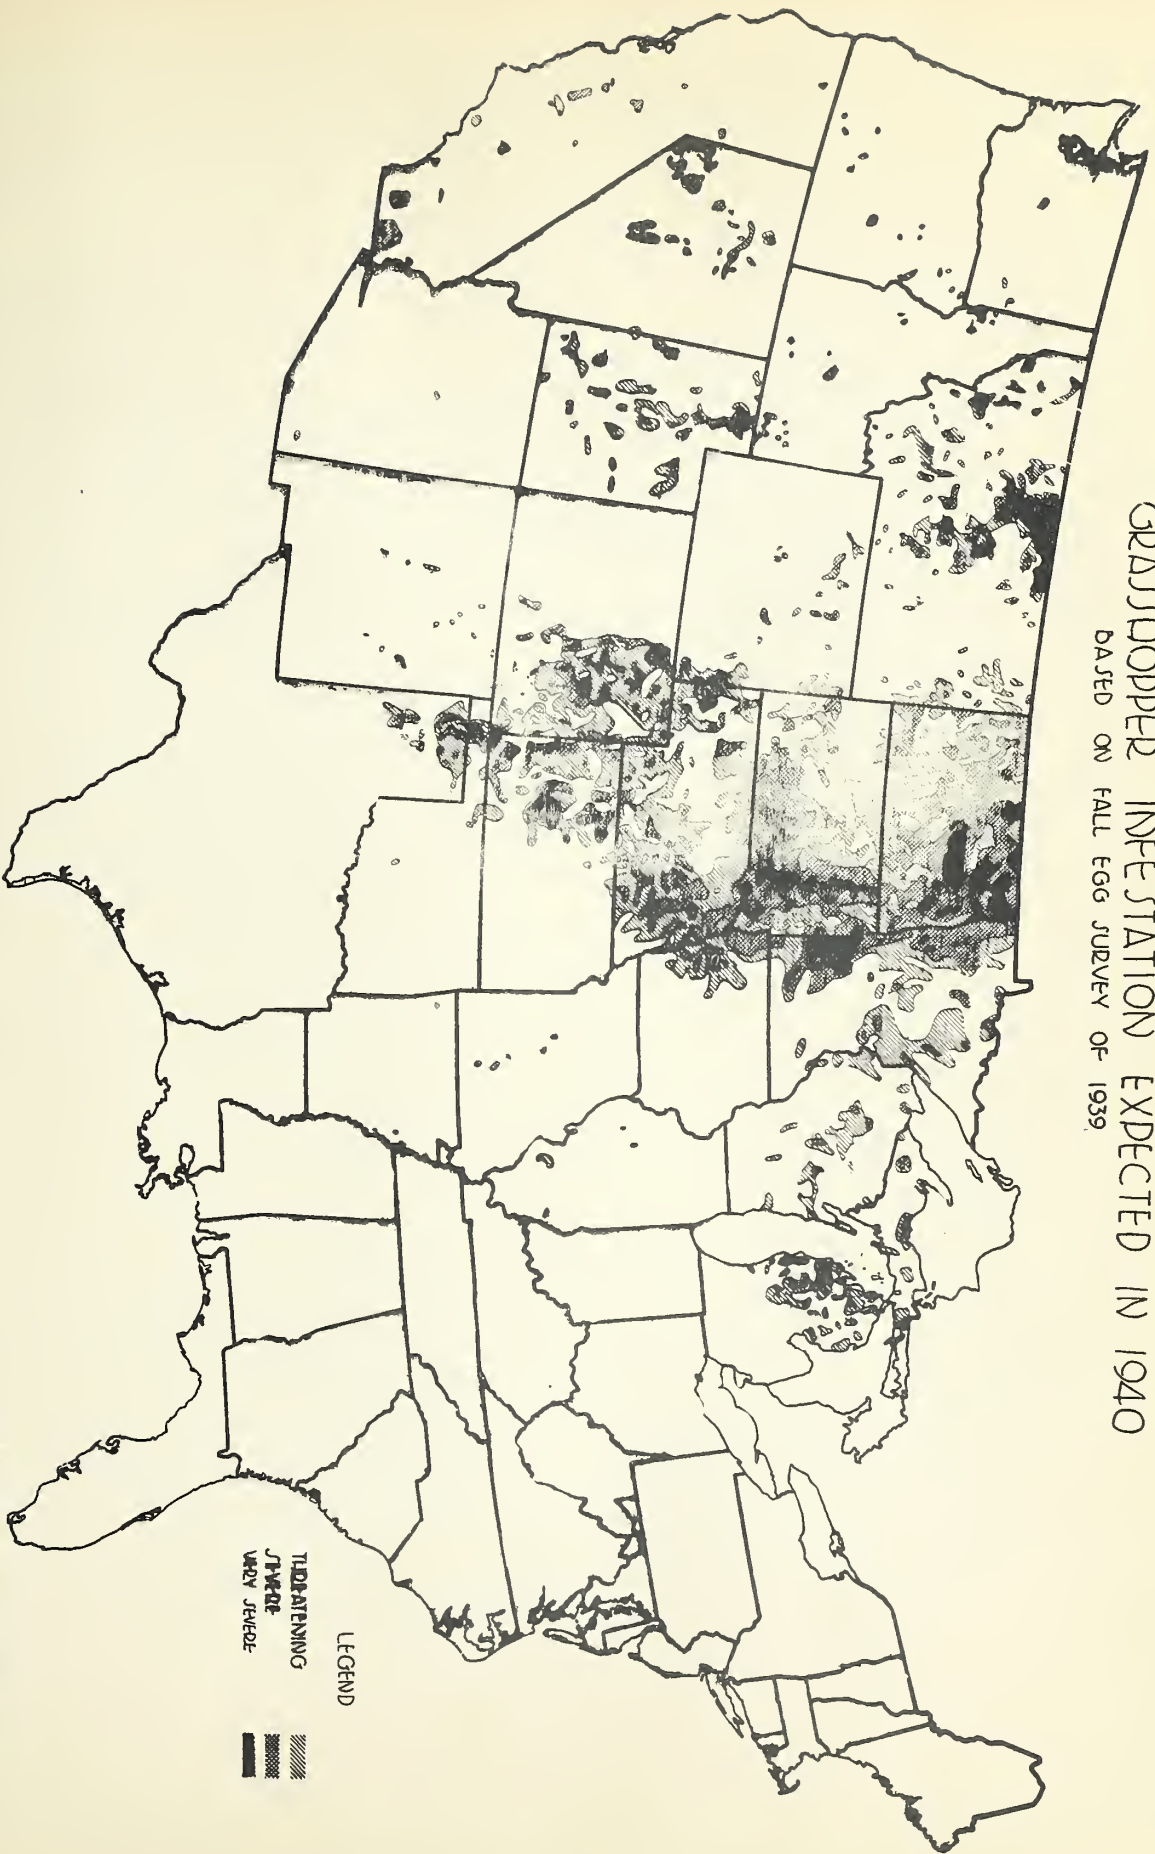 GRASSHOPPER INFESTATION EXPECTED IN 1940
BASED ON FALL EGG SURVEY OF 1939
LEGEND
THREATENING
SEVERE
VERY SEVERE